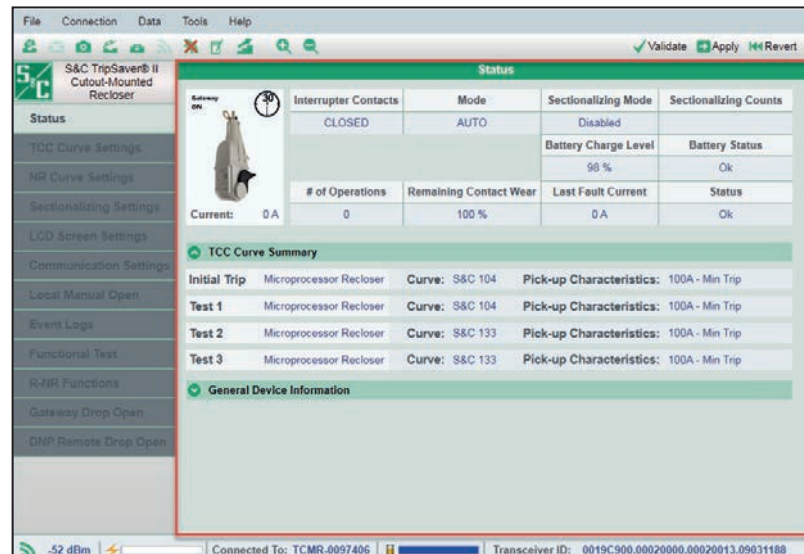 File Connection Data Tools Help
Validate Apply Revert
S&C S&C TripSaver® II
Cutout-Mounted
Recloser
Status
TCC Curve Settings
NR Curve Settings
Sectionalizing Settings
LCD Screen Settings
Communication Settings
Local Manual Open
Event Logs
Functional Test
R-NR Functions
Gateway Drop Open
DNP Remote Drop Open
Status
Gateway
ON
30
Current: 0 A
Interrupter Contacts Mode Sectionalizing Mode Sectionalizing Counts
CLOSED AUTO Disabled
Battery Charge Level Battery Status
98 % Ok
# of Operations Remaining Contact Wear Last Fault Current Status
0 100 % 0 A Ok
TCC Curve Summary
Initial Trip Microprocessor Recloser Curve: S&C 104 Pick-up Characteristics: 100A - Min Trip
Test 1 Microprocessor Recloser Curve: S&C 104 Pick-up Characteristics: 100A - Min Trip
Test 2 Microprocessor Recloser Curve: S&C 133 Pick-up Characteristics: 100A - Min Trip
Test 3 Microprocessor Recloser Curve: S&C 133 Pick-up Characteristics: 100A - Min Trip
General Device Information
-52 dBm Connected To: TCMR-0097406 Transceiver ID: 0019C900.00020000.00020013.09031188